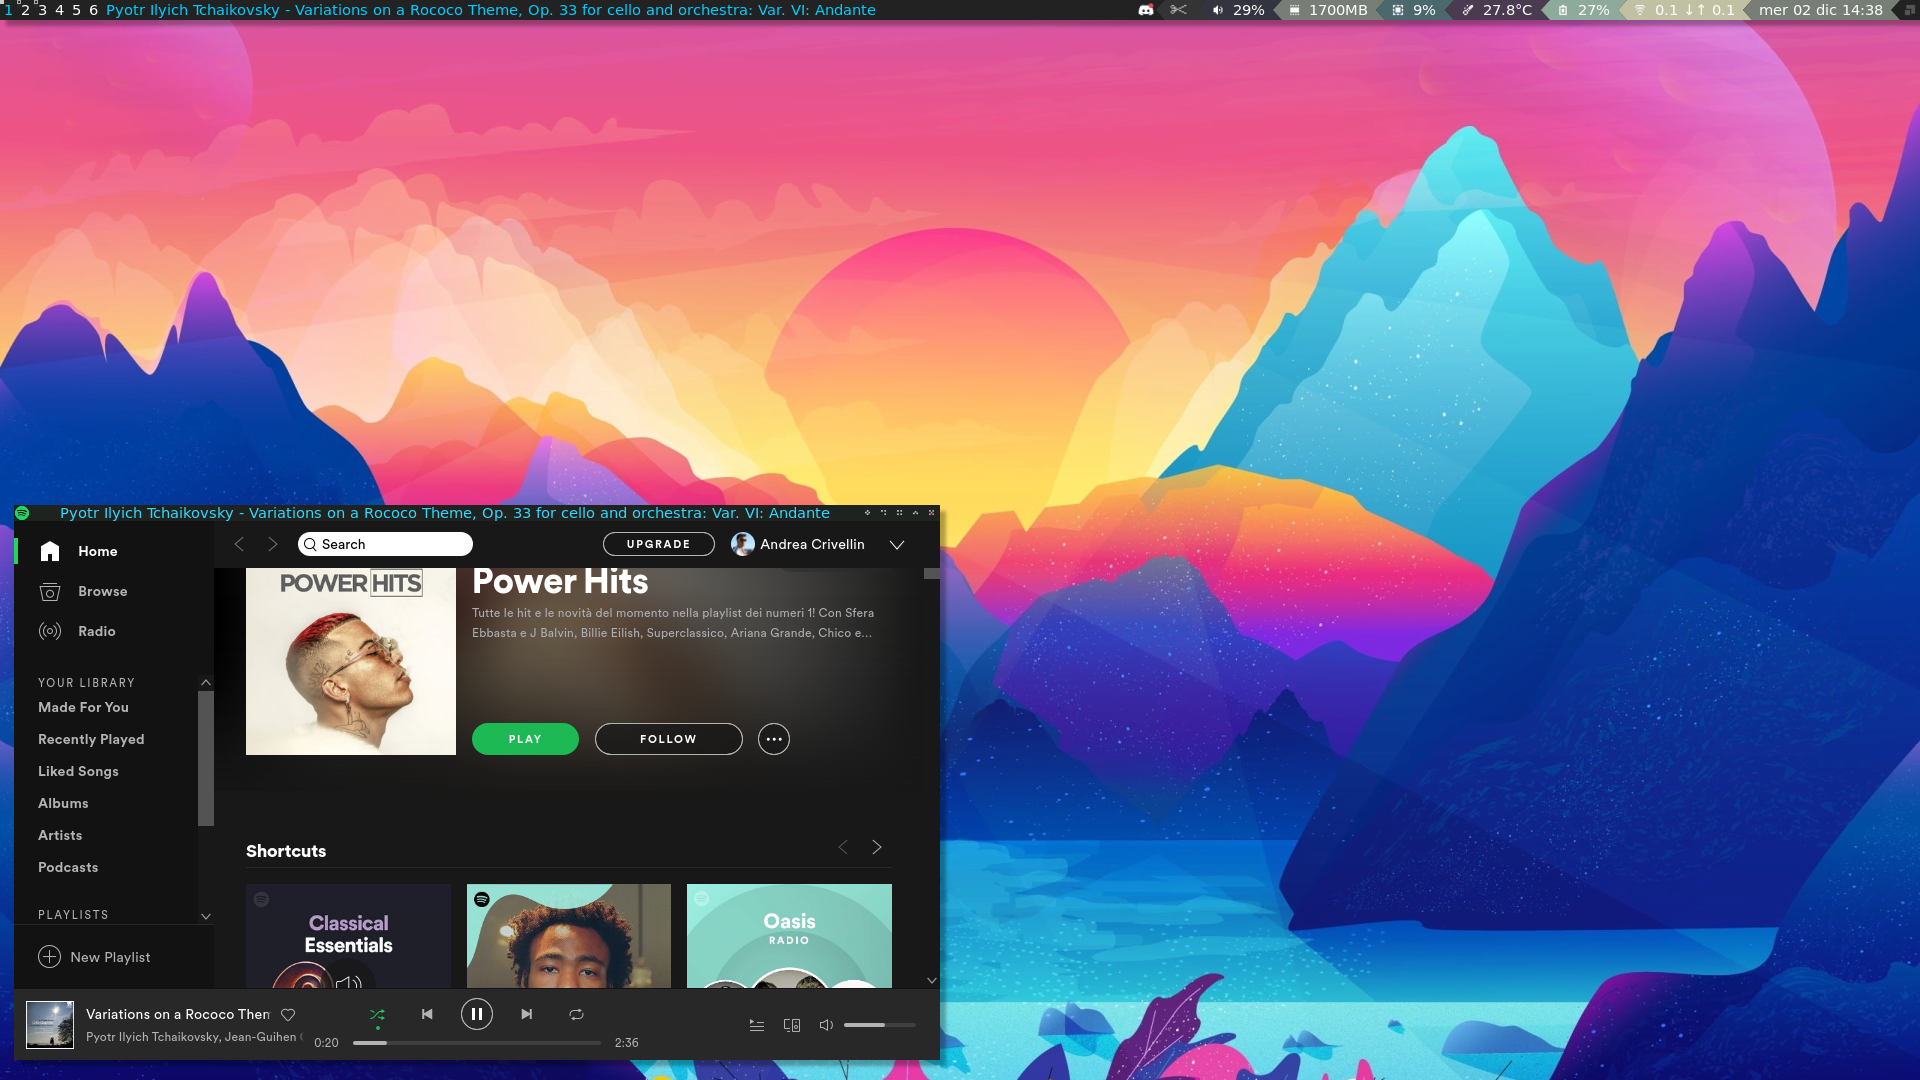 1 2 3 4 5 6 Pyotr Ilyich Tchaikovsky - Variations on a Rococo Theme, Op. 33 for cello and orchestra: Var. VI: Andante
29% 1700MB 9% 27.8°C 27% 0.1 ↓↑ 0.1 mer 02 dic 14:38
Pyotr Ilyich Tchaikovsky - Variations on a Rococo Theme, Op. 33 for cello and orchestra: Var. VI: Andante
Home
Browse
Radio
YOUR LIBRARY
Made For You
Recently Played
Liked Songs
Albums
Artists
Podcasts
PLAYLISTS
New Playlist
Search
UPGRADE
Andrea Crivellin
POWER HITS
Power Hits
Tutte le hit e le novità del momento nella playlist dei numeri 1! Con Sfera
Ebbasta e J Balvin, Billie Eilish, Superclassico, Ariana Grande, Chico e...
PLAY
FOLLOW
Shortcuts
Classical
Essentials
Oasis
RADIO
Variations on a Rococo Then
Pyotr Ilyich Tchaikovsky, Jean-Guihen
0:20
2:36